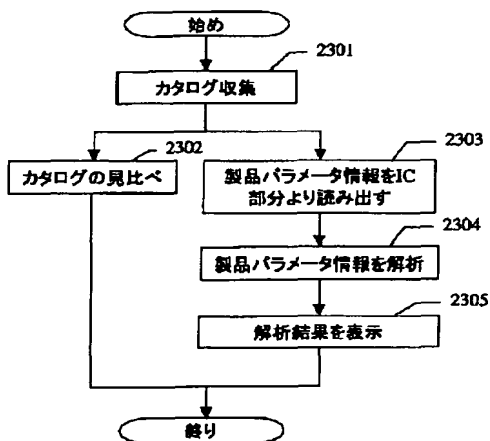 始め
2301
カタログ収集
2302
カタログの見比べ
2303
製品パラメータ情報をIC
部分より読み出す
2304
製品パラメータ情報を解析
2305
解析結果を表示
終り